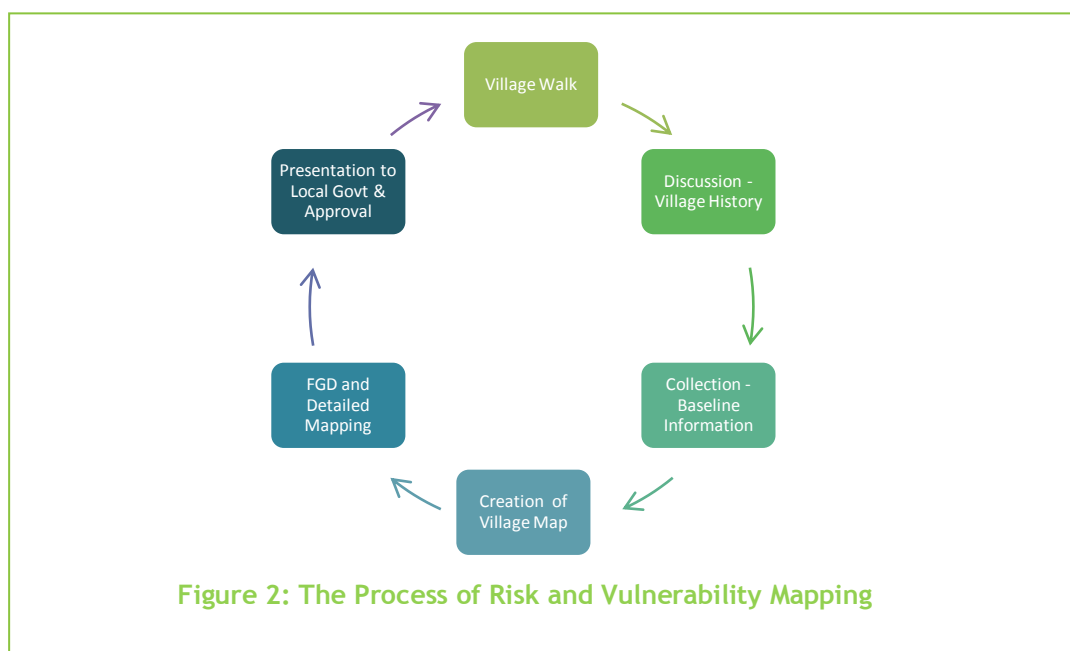 Village Walk
Discussion -
Village History
Collection -
Baseline
Information
Creation of
Village Map
FGD and
Detailed
Mapping
Presentation to
Local Govt &
Approval
Figure 2: The Process of Risk and Vulnerability Mapping